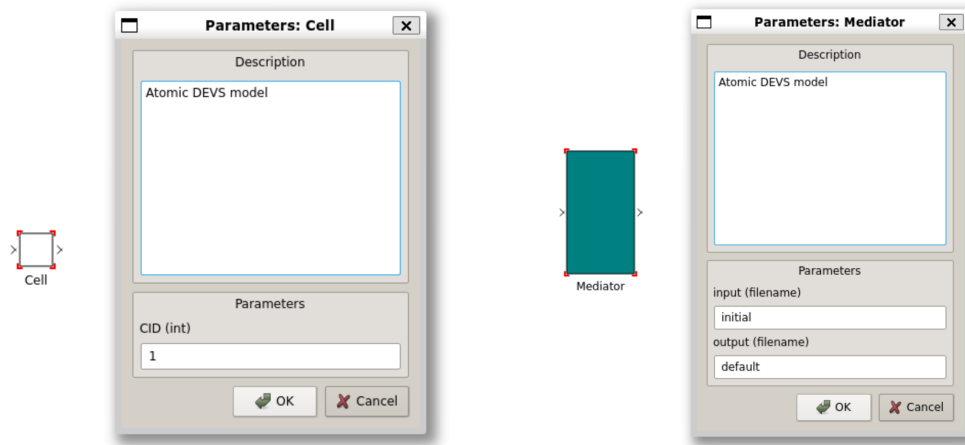 Parameters: Cell
Description
Atomic DEVS model
Cell
Parameters
CID (int)
1
OK
Cancel
Parameters: Mediator
Description
Atomic DEVS model
Mediator
Parameters
input (filename)
initial
output (filename)
default
OK
Cancel